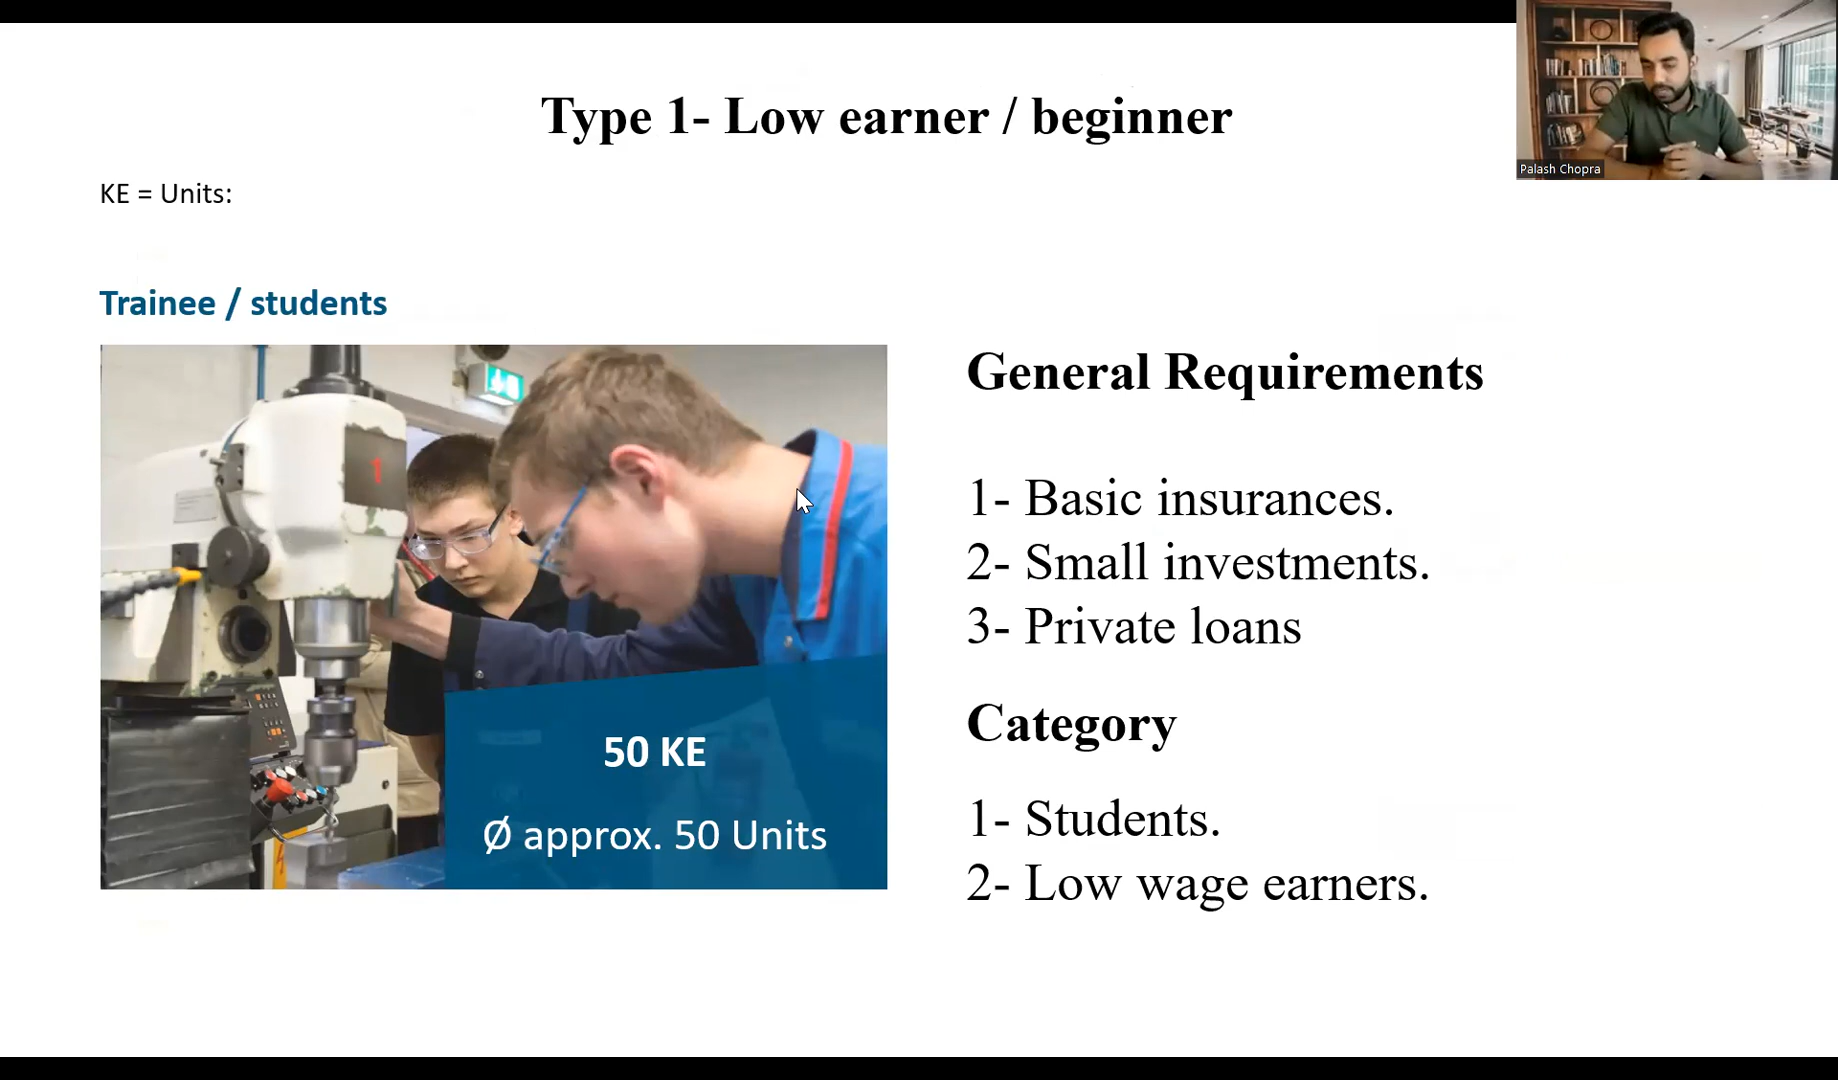 Type 1- Low earner / beginner
Palash Chopra
KE = Units:
Trainee / students
1
50 KE
Ø approx. 50 Units
General Requirements
1- Basic insurances.
2- Small investments.
3- Private loans
Category
1- Students.
2- Low wage earners.